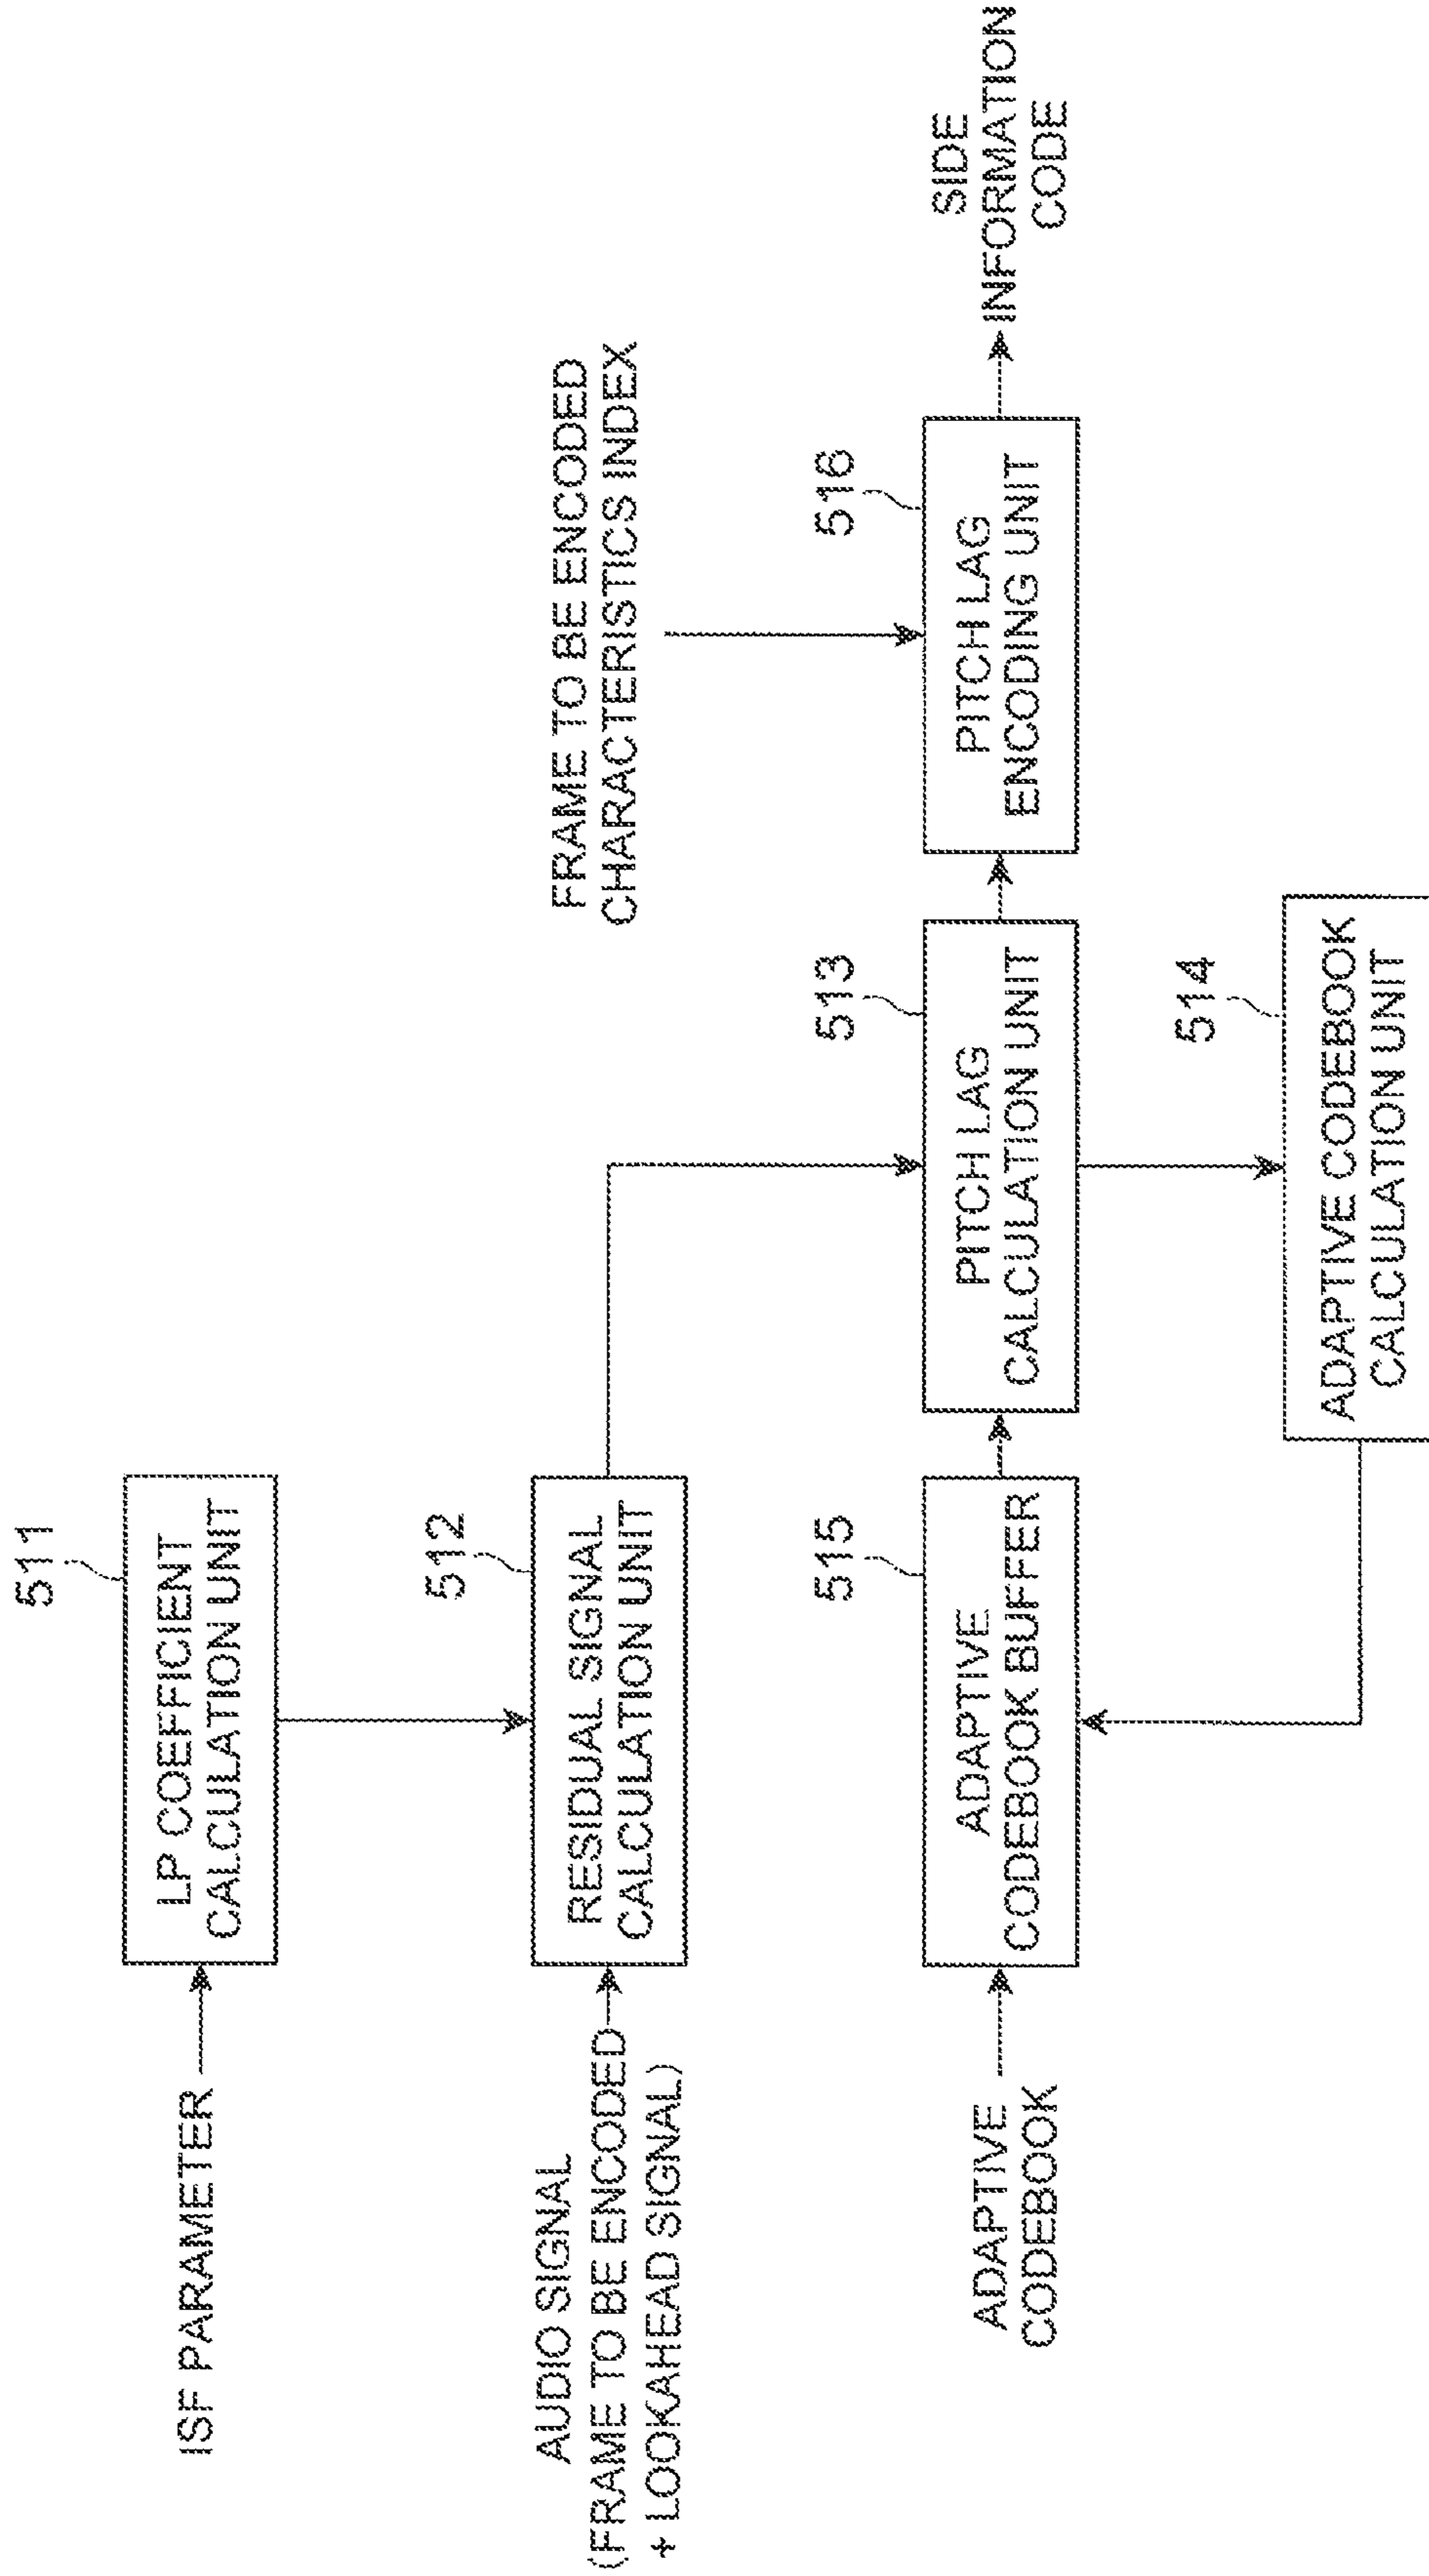 511
LP COEFFICIENT
CALCULATION UNIT
ISF PARAMETER
512
RESIDUAL SIGNAL
CALCULATION UNIT
AUDIO SIGNAL
(FRAME TO BE ENCODED
+ LOOKAHEAD SIGNAL)
FRAME TO BE ENCODED
CHARACTERISTICS INDEX
515
ADAPTIVE
CODEBOOK BUFFER
ADAPTIVE
CODEBOOK
513
PITCH LAG
CALCULATION UNIT
516
PITCH LAG
ENCODING UNIT
SIDE
INFORMATION
CODE
514
ADAPTIVE CODEBOOK
CALCULATION UNIT